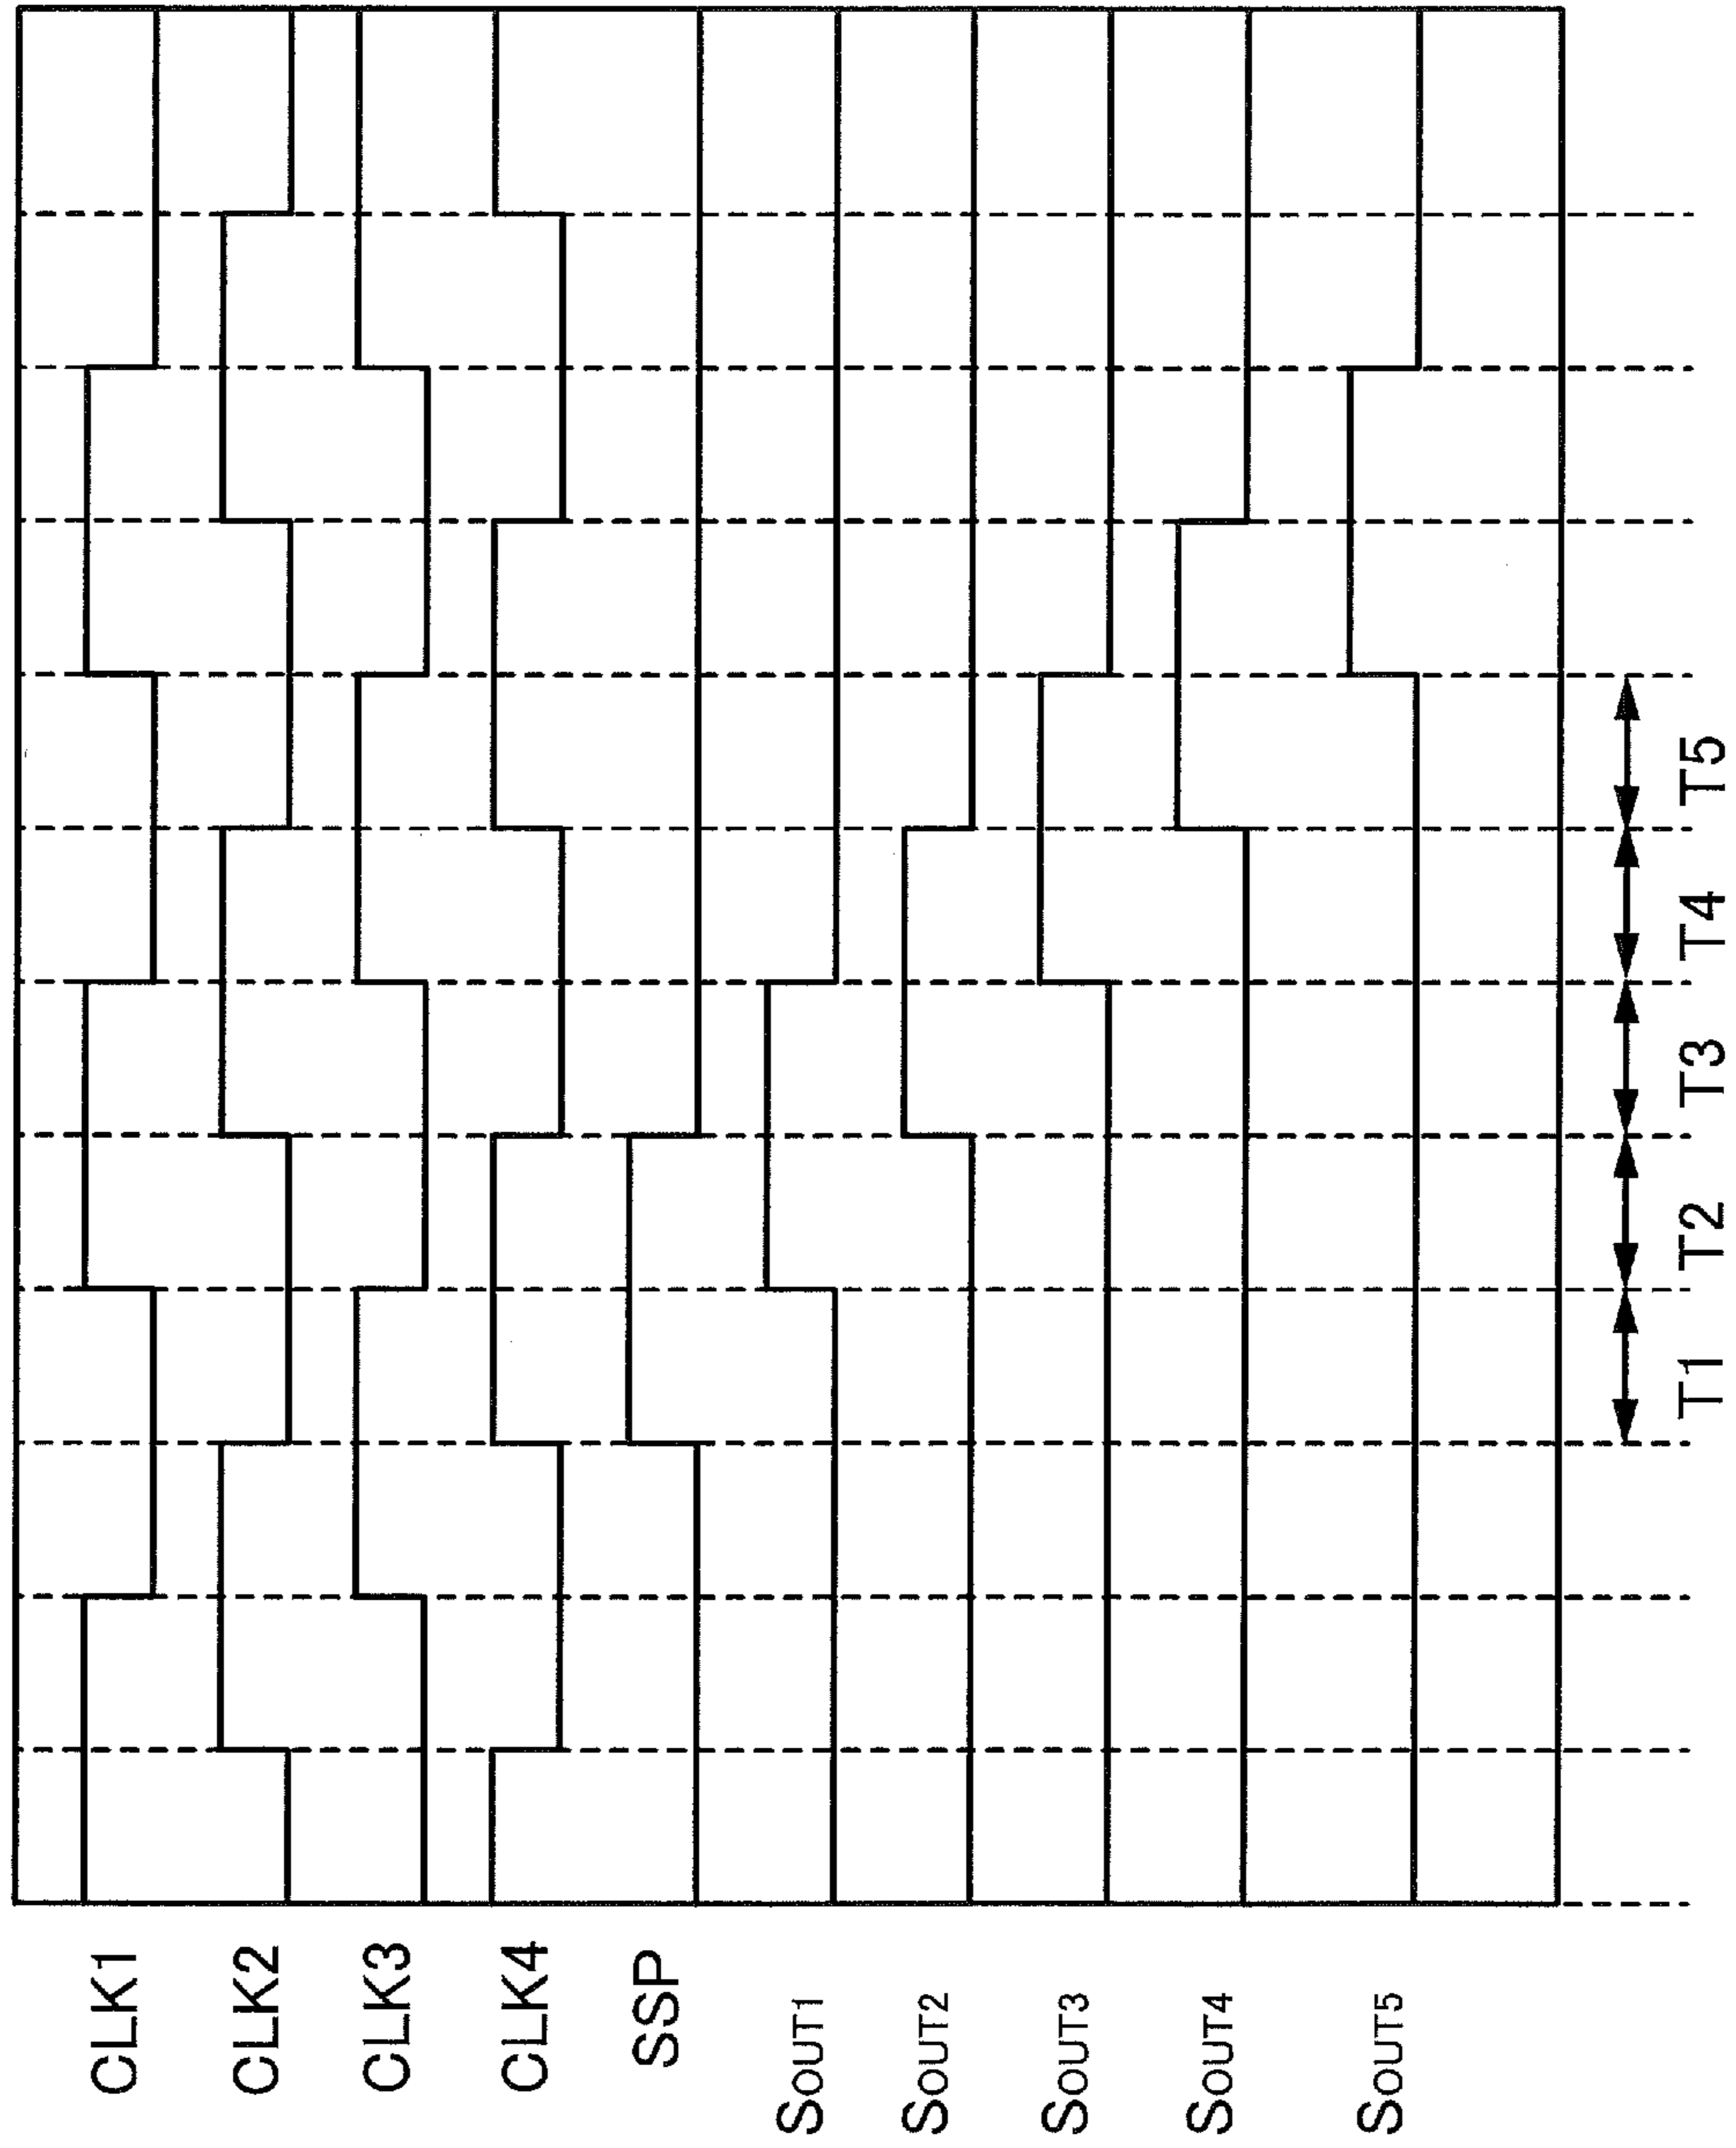 CLK1
CLK2
CLK3
CLK4
SSP
SOUT1
SOUT2
SOUT3
SOUT4
SOUT5
T1 T2 T3 T4 T5